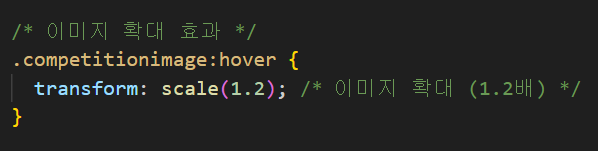 /* 이미지 확대 효과 */
.competitionimage:hover {
  transform: scale(1.2); /* 이미지 확대 (1.2배) */
}